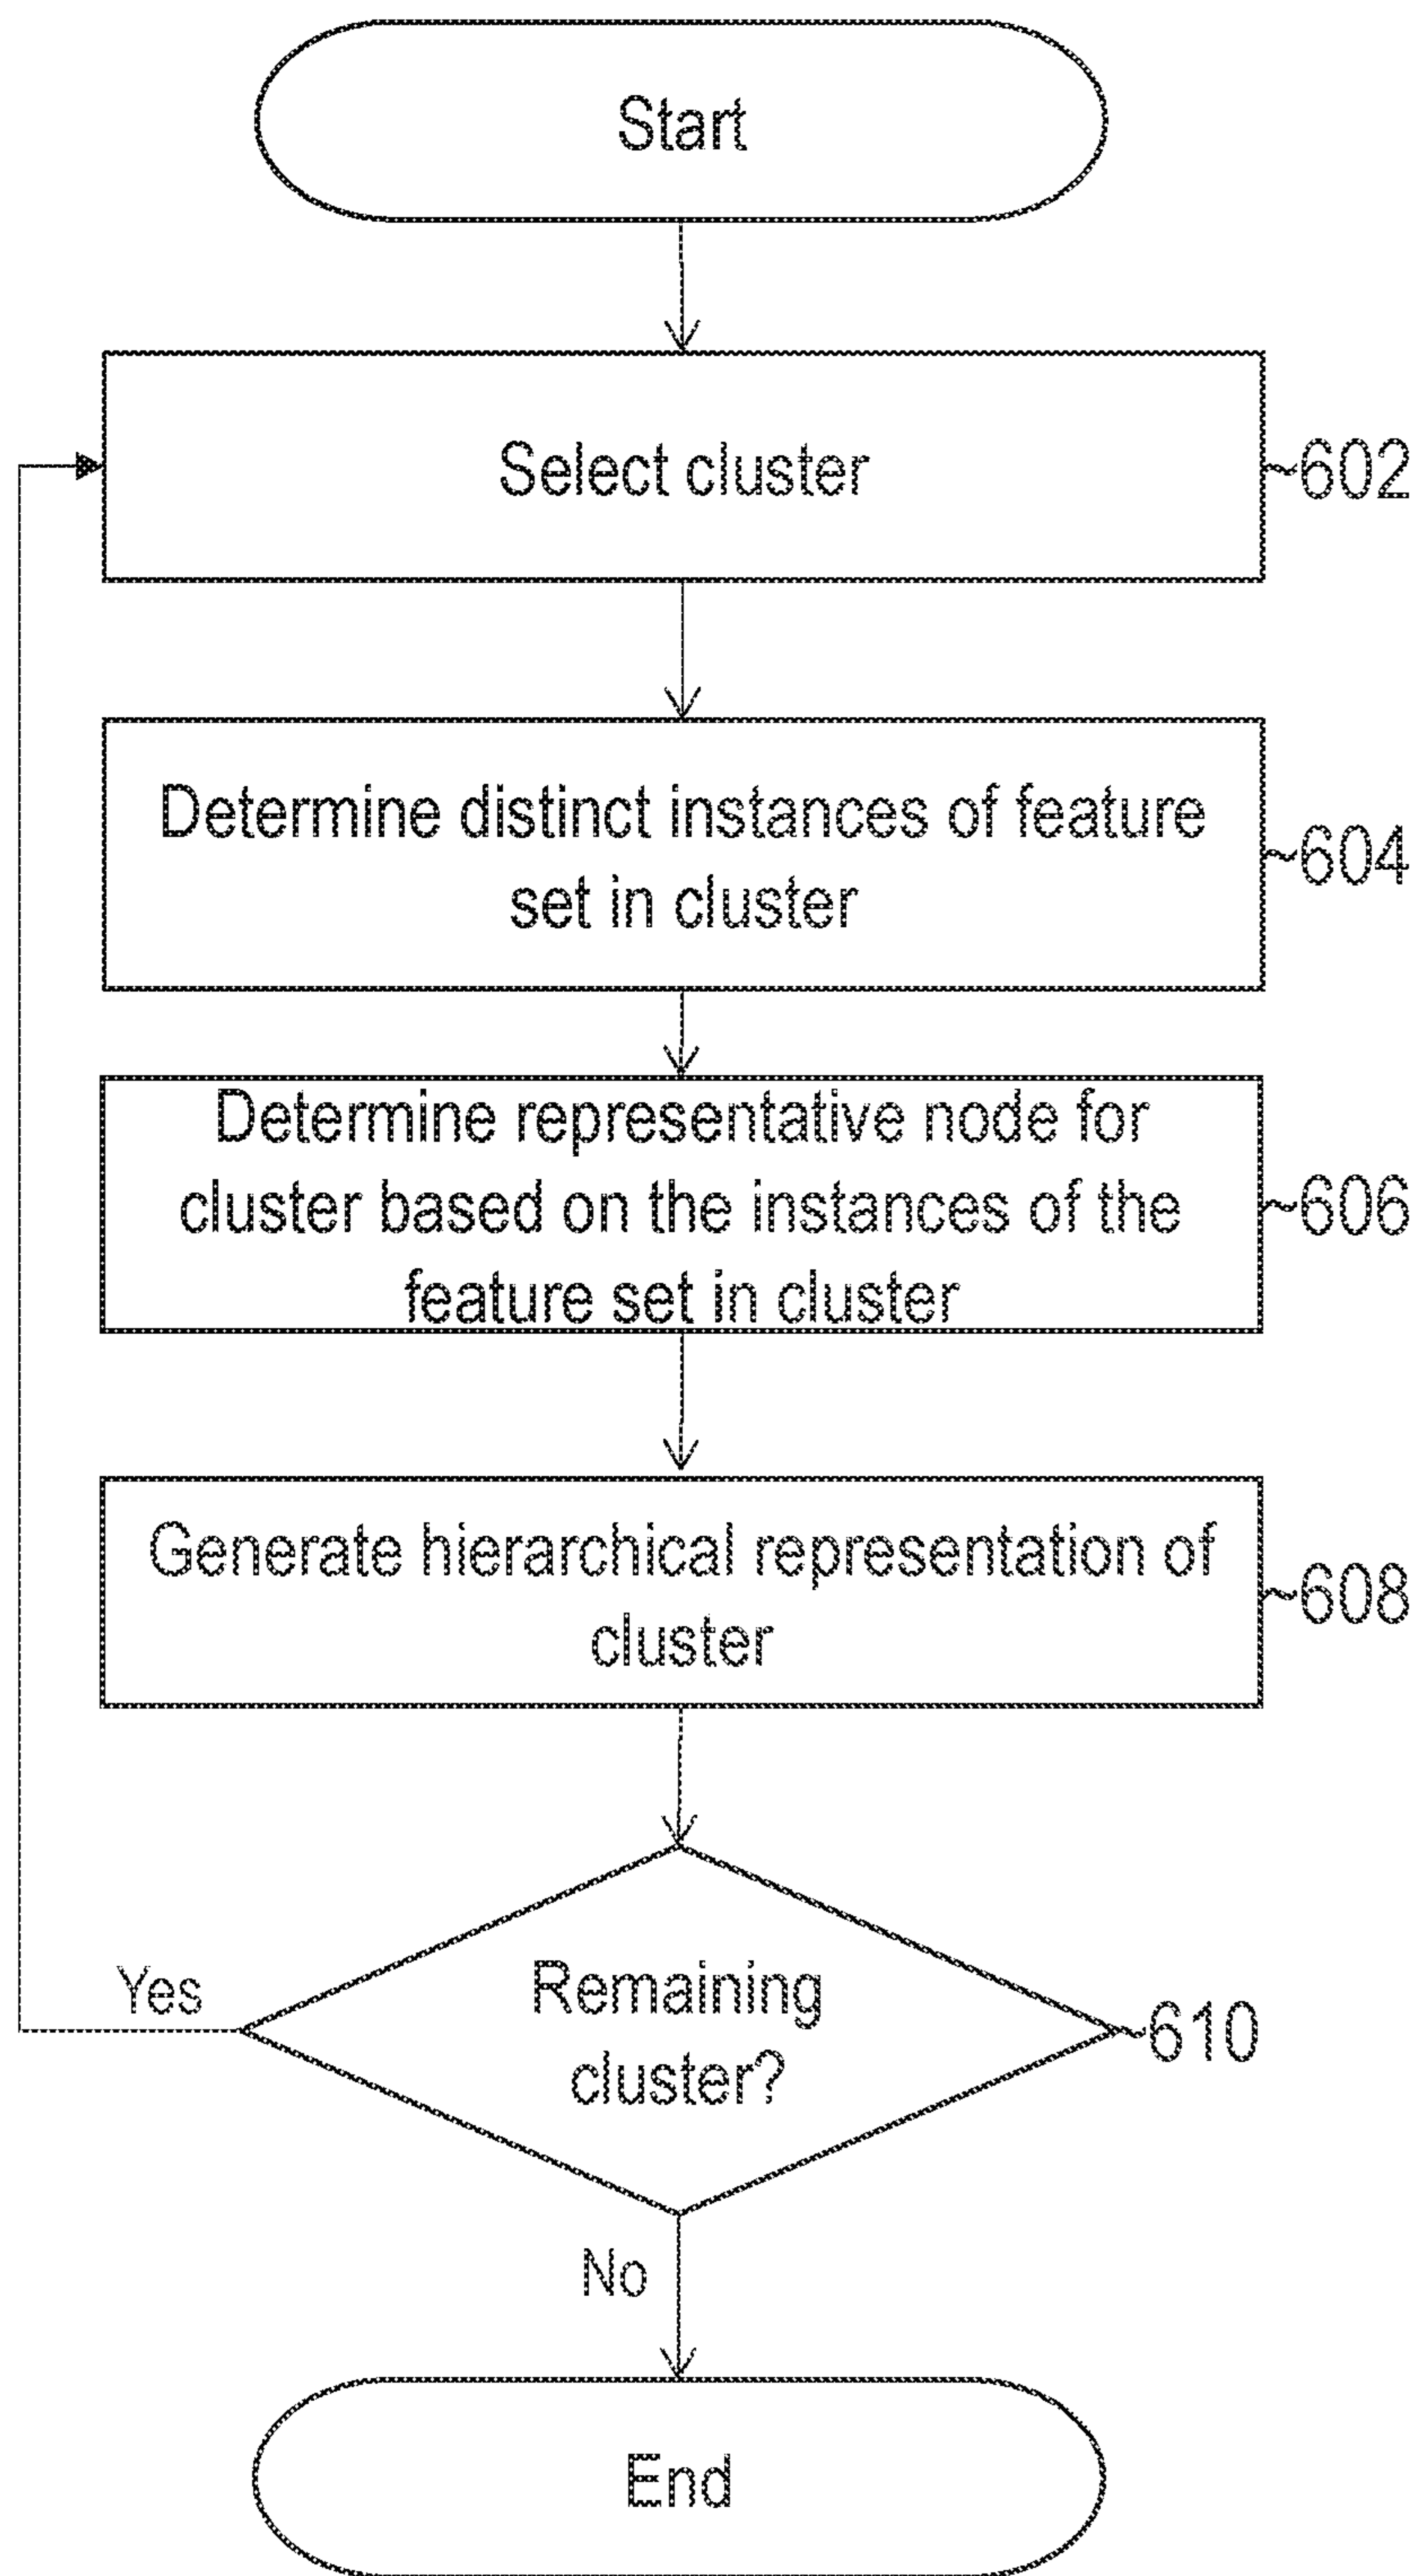 Start
Select cluster
~602
Determine distinct instances of feature
set in cluster
~604
Determine representative node for
cluster based on the instances of the
feature set in cluster
~606
Generate hierarchical representation of
cluster
~608
Yes
Remaining
cluster?
~610
No
End